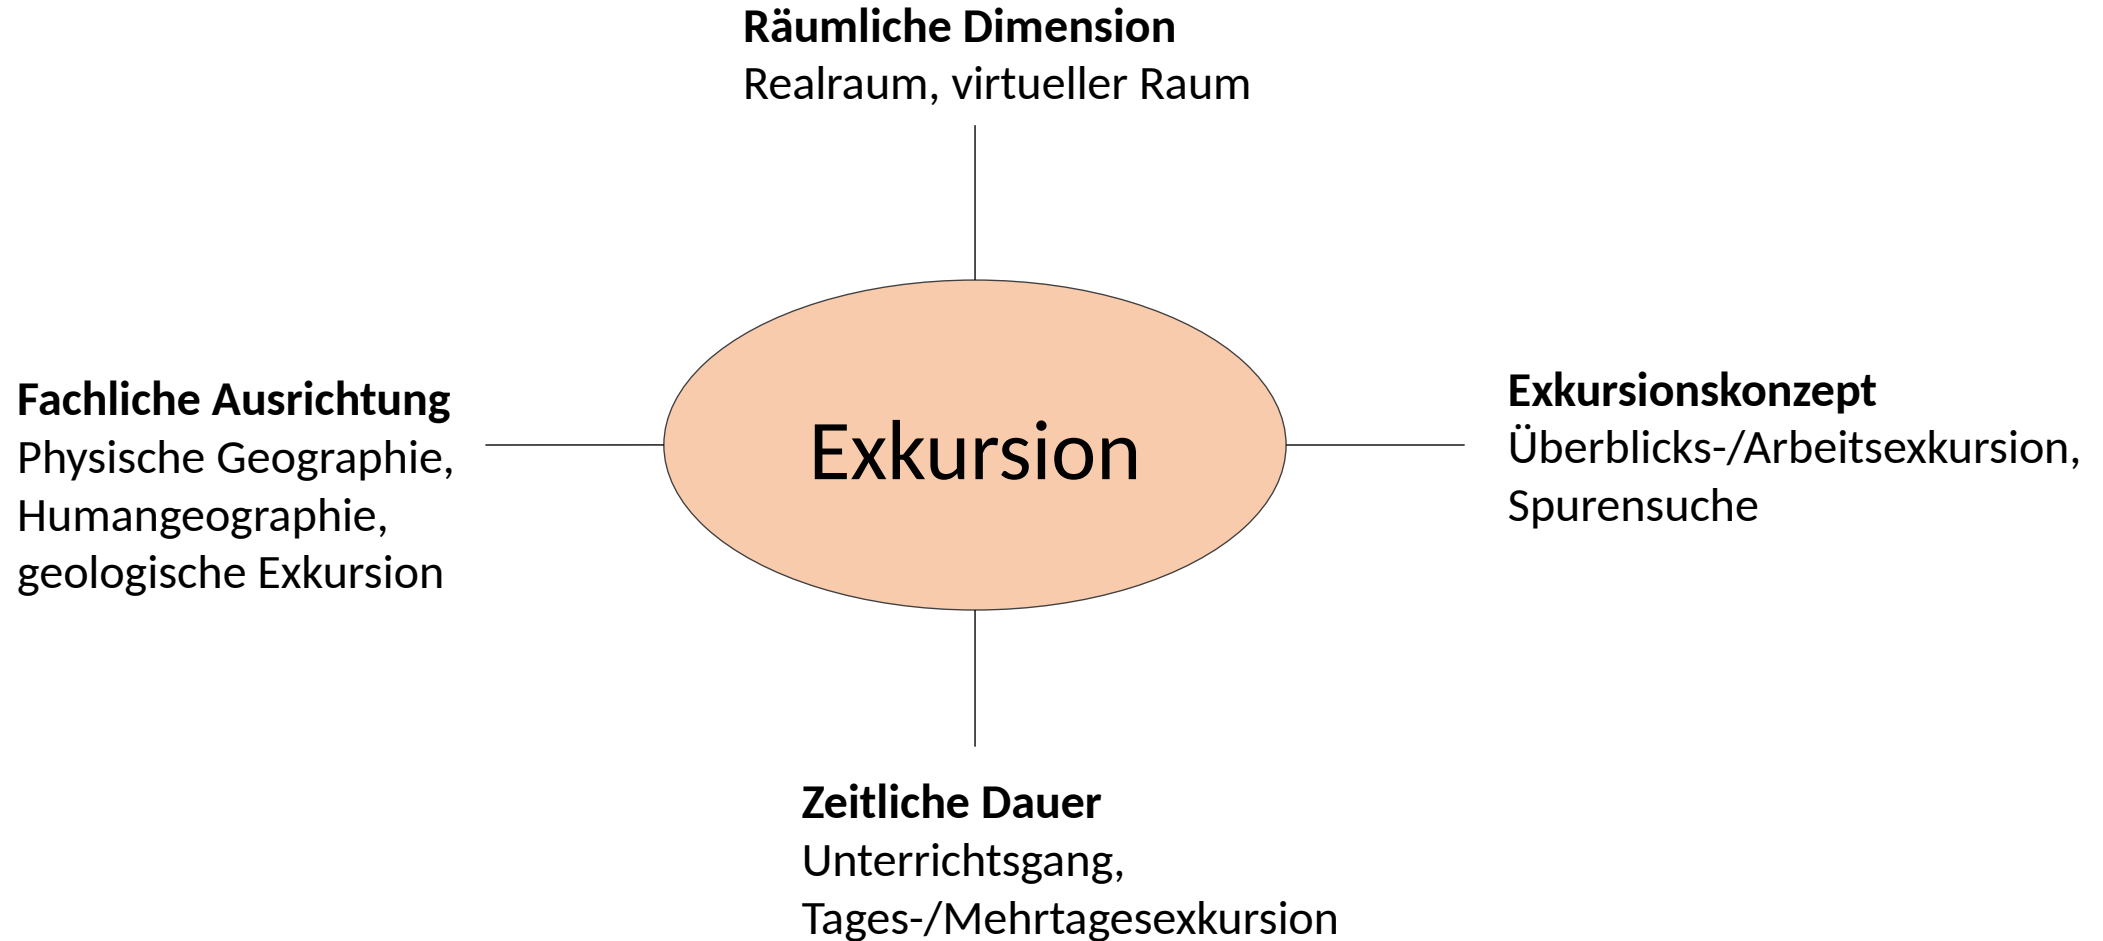 Räumliche Dimension
Realraum, virtueller Raum
Fachliche Ausrichtung
Physische Geographie,
Humangeographie,
geologische Exkursion
Exkursion
Exkursionskonzept
Überblicks-/Arbeitsexkursion,
Spurensuche
Zeitliche Dauer
Unterrichtsgang,
Tages-/Mehrtagesexkursion